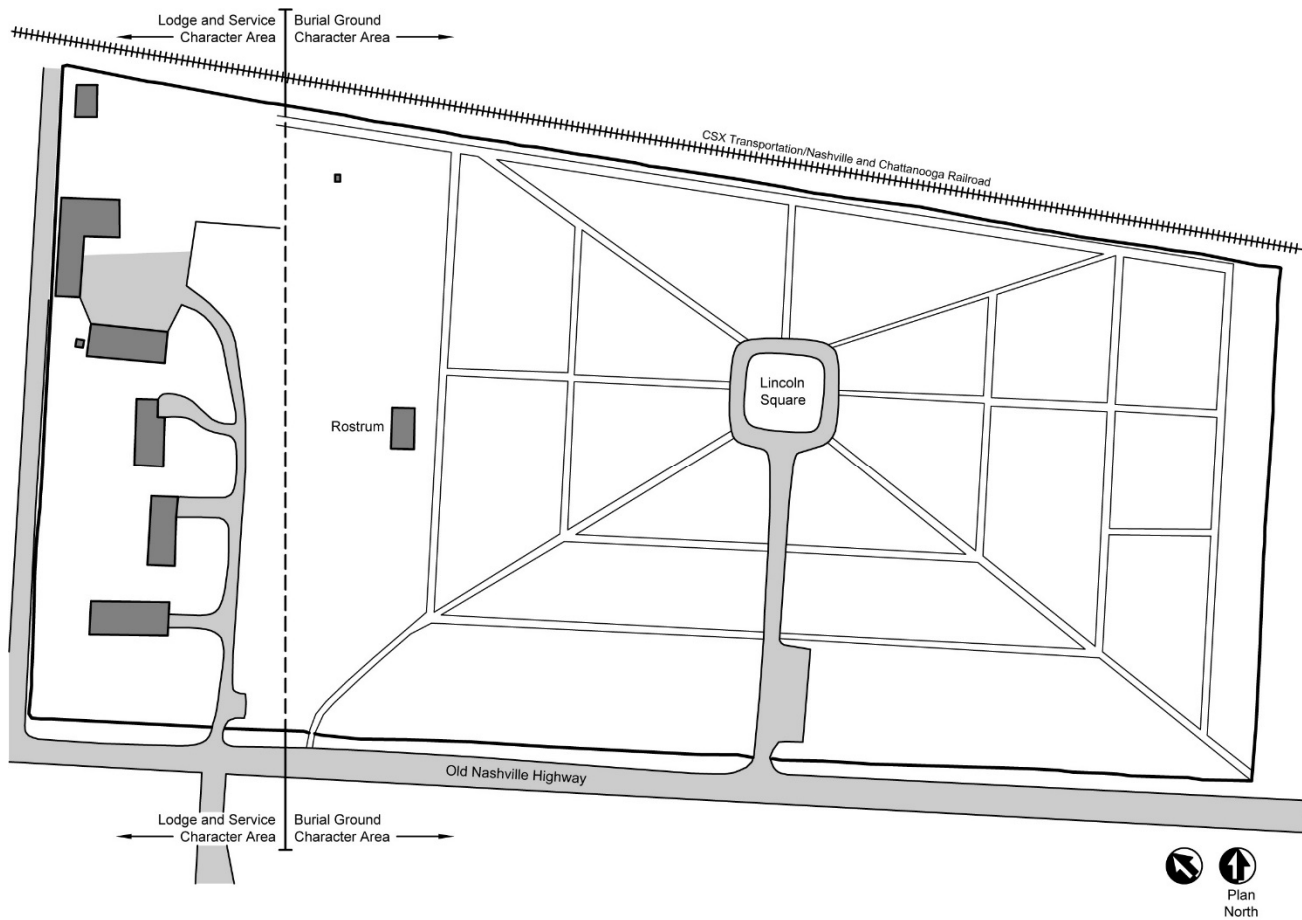 Lodge and Service
Character Area
Burial Ground
Character Area
CSX Transportation/Nashville and Chattanooga Railroad
Lincoln
Square
Rostrum
Old Nashville Highway
Lodge and Service
Character Area
Burial Ground
Character Area
Plan
North